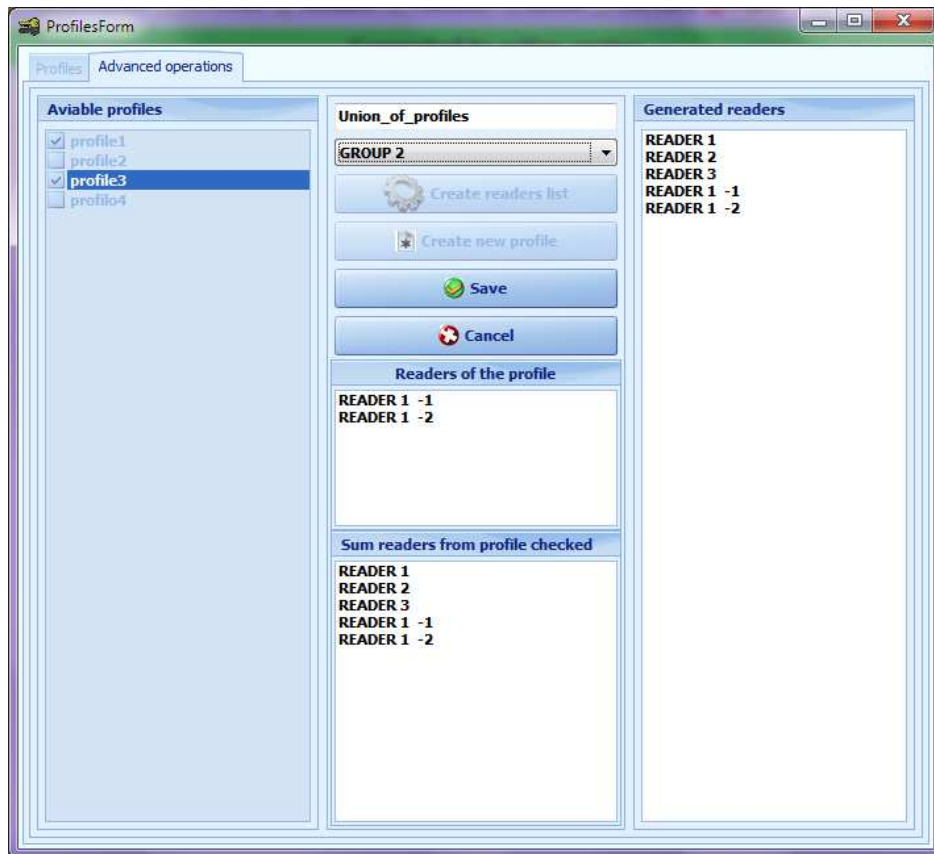 ProfilesForm
Profiles
Advanced operations
Aviable profiles
profile1
profile2
profile3
profilo4
Union_of_profiles
GROUP 2
Create readers list
Create new profile
Save
Cancel
Readers of the profile
READER 1 -1
READER 1 -2
Sum readers from profile checked
READER 1
READER 2
READER 3
READER 1 -1
READER 1 -2
Generated readers
READER 1
READER 2
READER 3
READER 1 -1
READER 1 -2